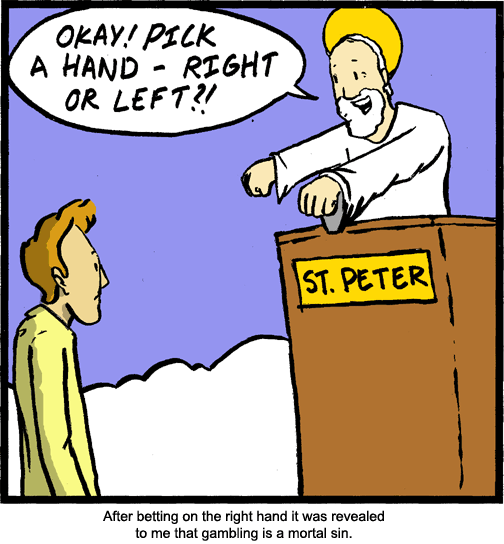 OKAY! PICK
A HAND - RIGHT
OR LEFT?!
ST. PETER
After betting on the right hand it was revealed
to me that gambling is a mortal sin.